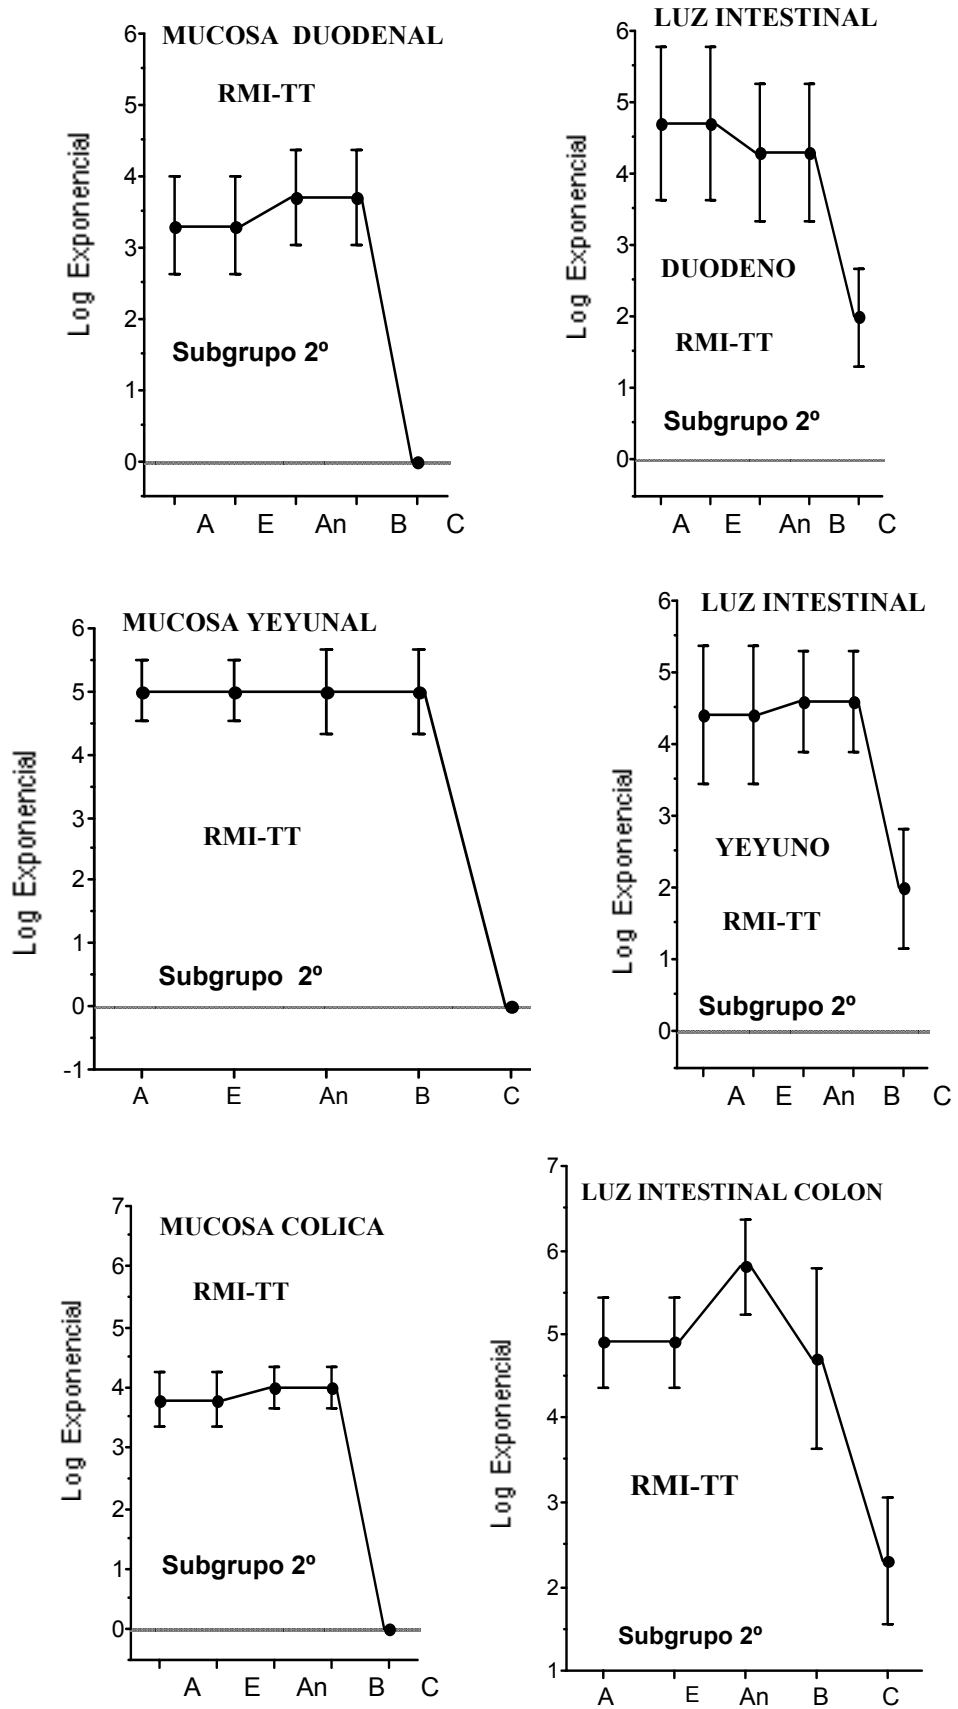 MUCOSA DUODENAL
RMI-TT
Log Exponencial
6
5
4
3
2
1
0
Subgrupo 2º
A E An B C
LUZ INTESTINAL
Log Exponencial
6
5
4
3
2
1
0
DUODENO
RMI-TT
Subgrupo 2º
A E An B C
MUCOSA YEYUNAL
Log Exponencial
6
5
4
3
2
1
0
-1
RMI-TT
Subgrupo 2º
A E An B C
LUZ INTESTINAL
Log Exponencial
6
5
4
3
2
1
0
YEYUNO
RMI-TT
Subgrupo 2º
A E An B C
MUCOSA COLICA
RMI-TT
Log Exponencial
7
6
5
4
3
2
1
0
Subgrupo 2º
A E An B C
LUZ INTESTINAL COLON
Log Exponencial
7
6
5
4
3
2
1
RMI-TT
Subgrupo 2º
A E An B C